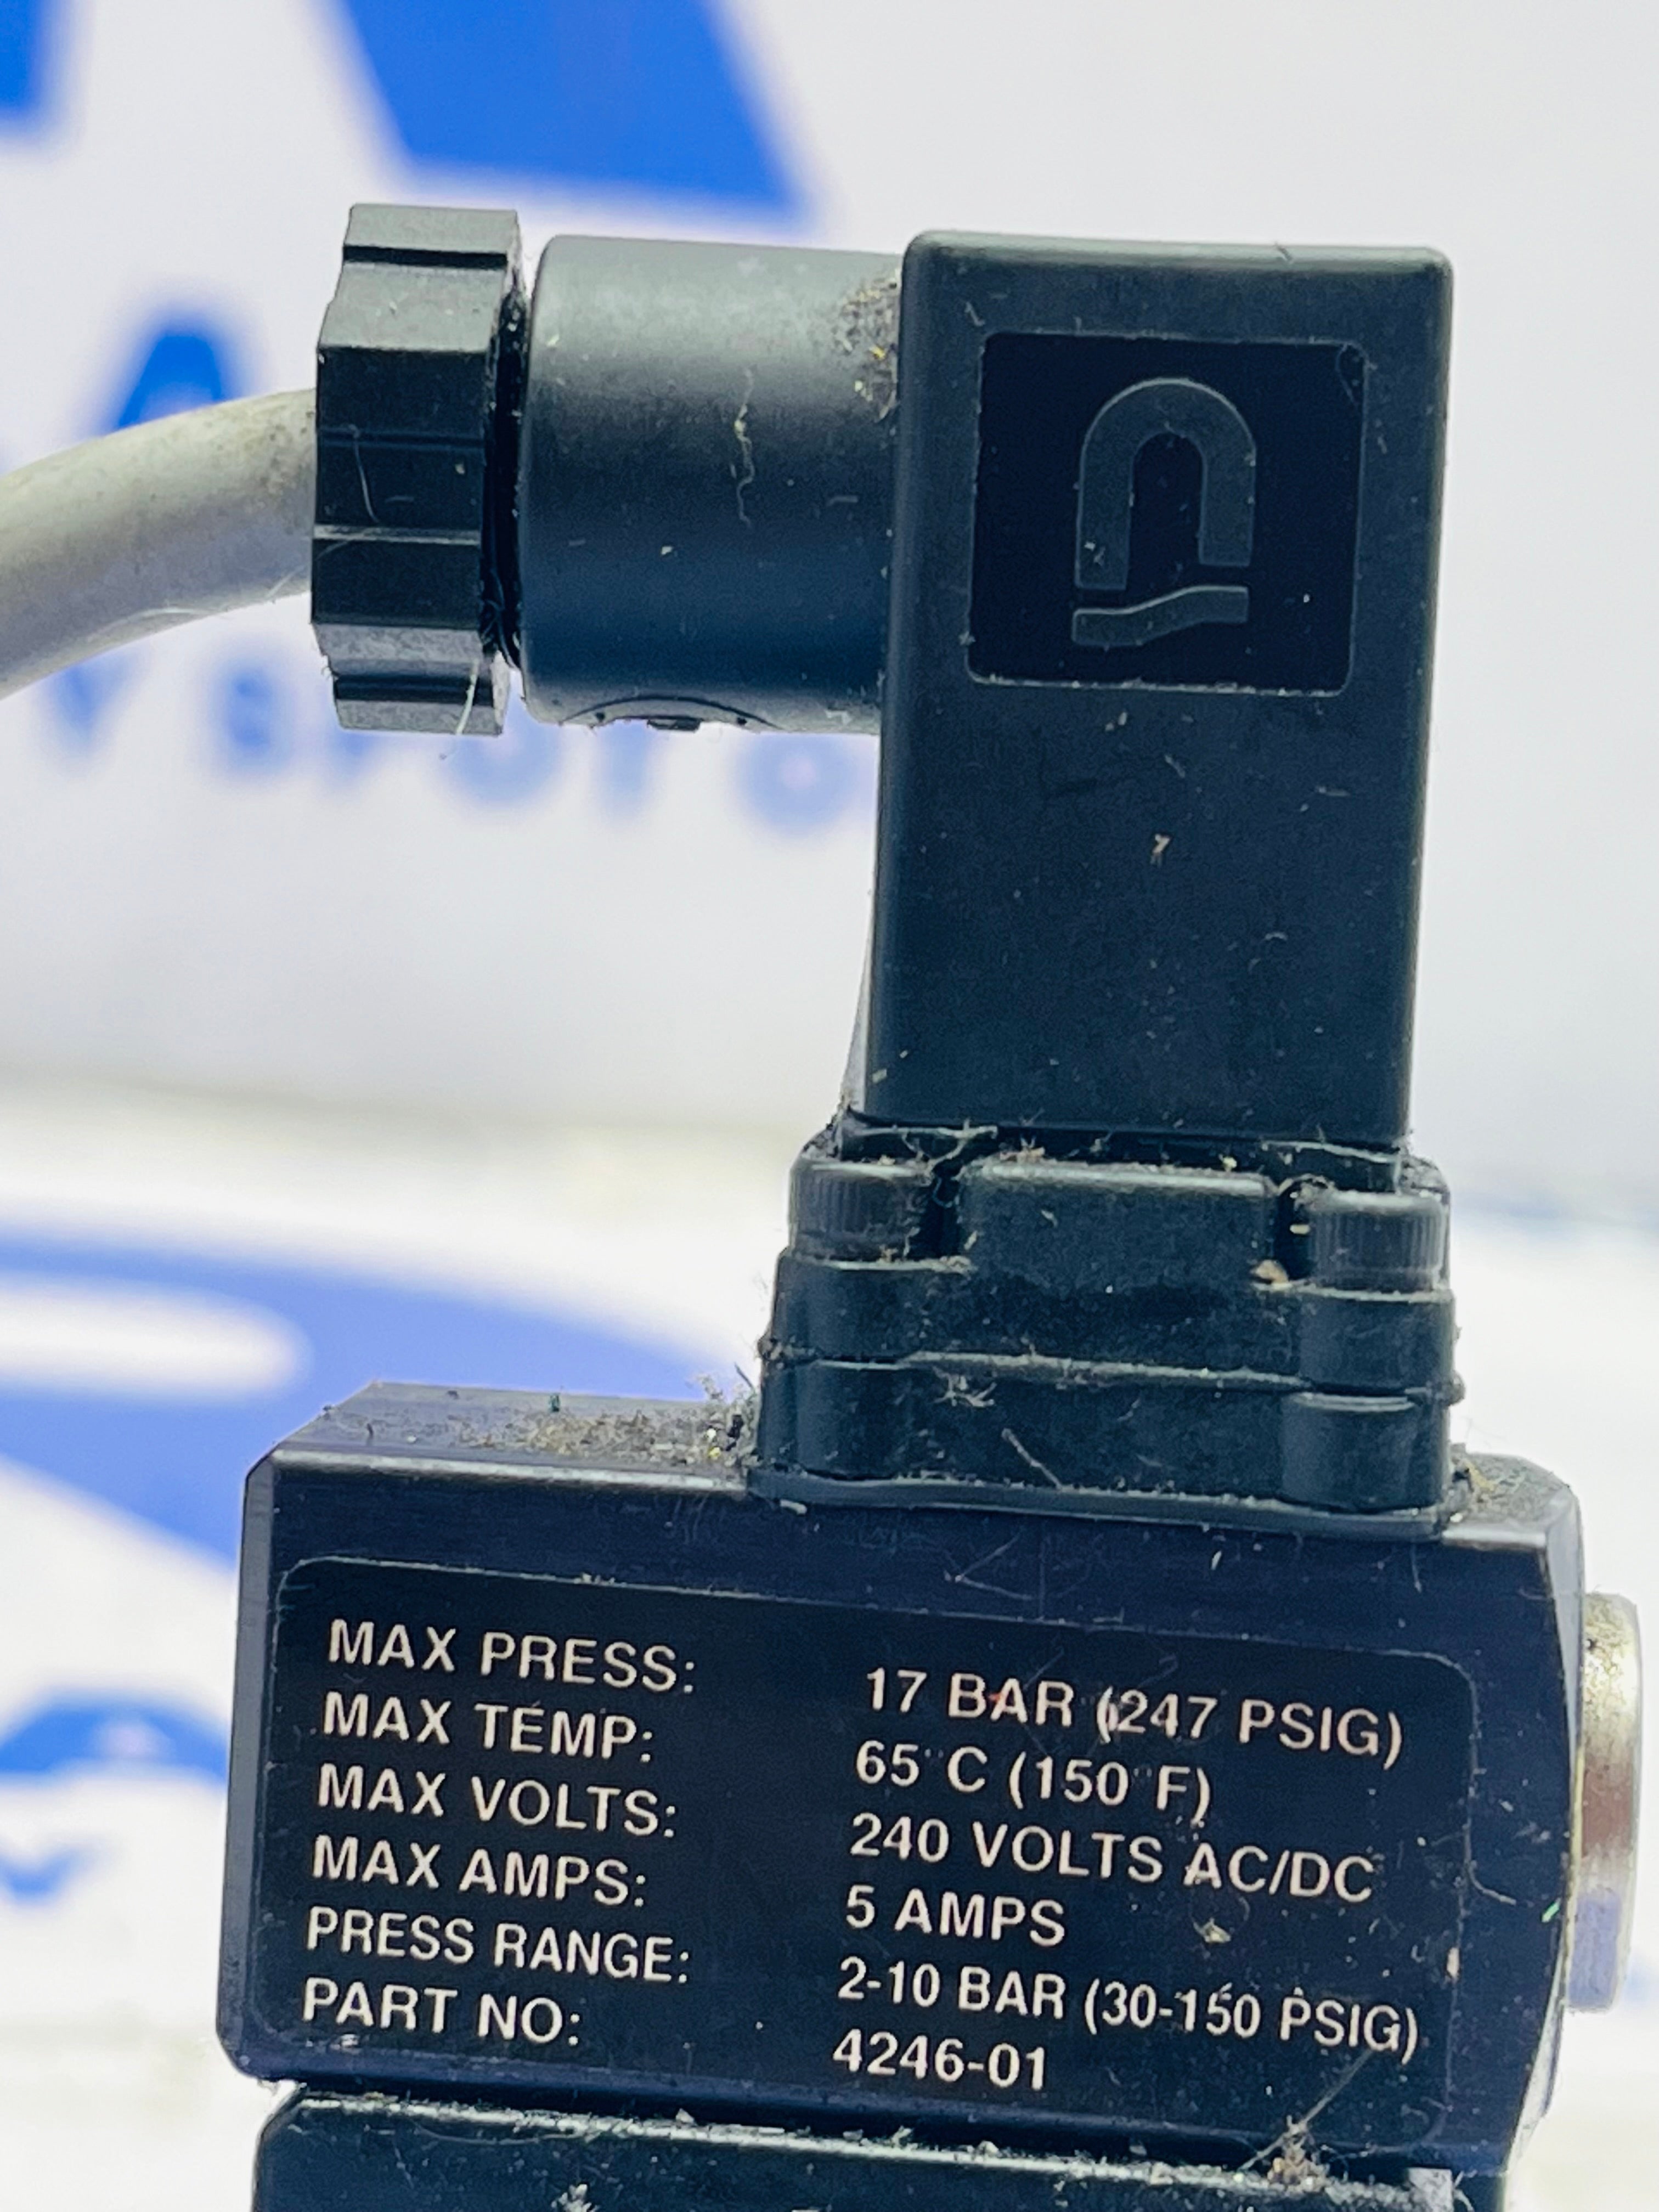 MAX PRESS: 17 BAR (247 PSIG)
MAX TEMP: 65°C (150°F)
MAX VOLTS: 240 VOLTS AC/DC
MAX AMPS: 5 AMPS
PRESS RANGE: 2-10 BAR (30-150 PSIG)
PART NO: 4246-01